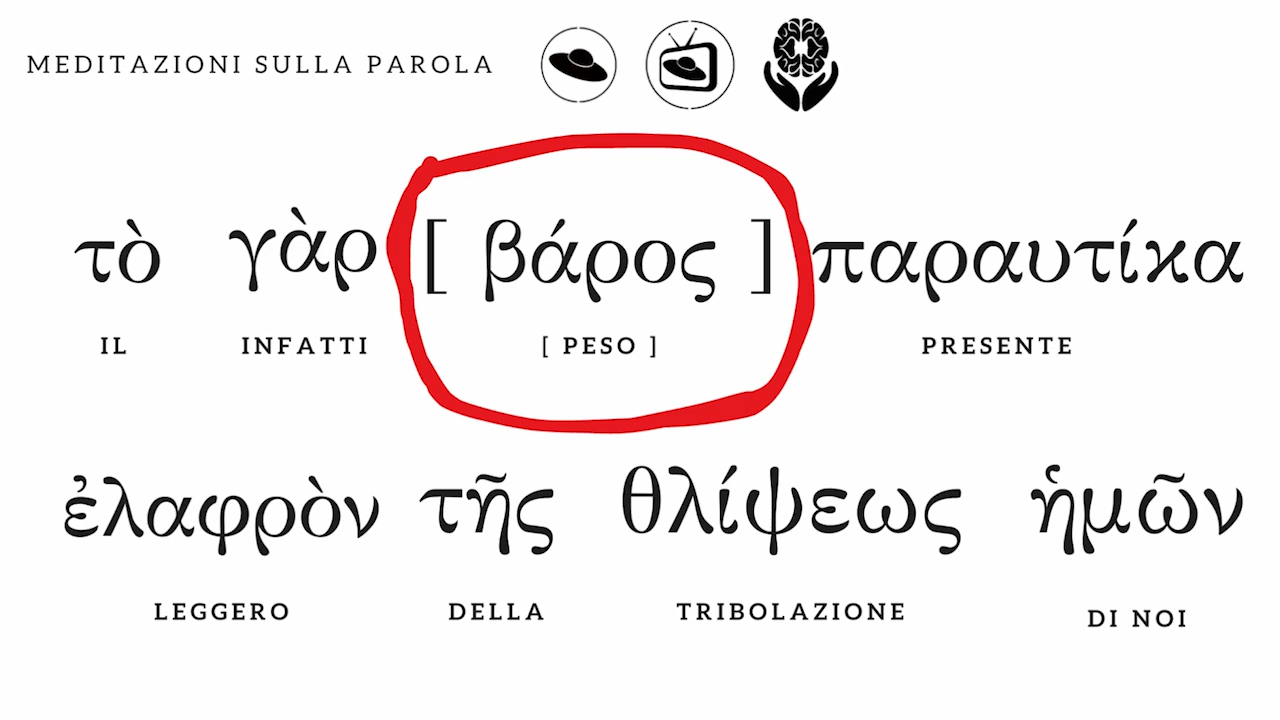 MEDITAZIONI SULLA PAROLA
τὸ γὰρ [ βάρος ] παραυτίκα
IL INFATTI [ PESO ] PRESENTE
ἐλαφρὸν τῆς θλίψεως ἡμῶν
LEGGERO DELLA TRIBOLAZIONE DI NOI